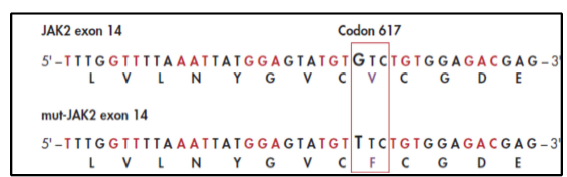 JAK2 exon 14 Codon 617
5'-TTTGGTTTTAAATTATGGAGTATGTGTCTGTGGAGACGAG-3'
L V L N Y G V C V C G D E
mut-JAK2 exon 14
5'-TTTGGTTTTAAATTATGGAGTATGTTTCTGTGGAGACGAG-3'
L V L N Y G V C F C G D E